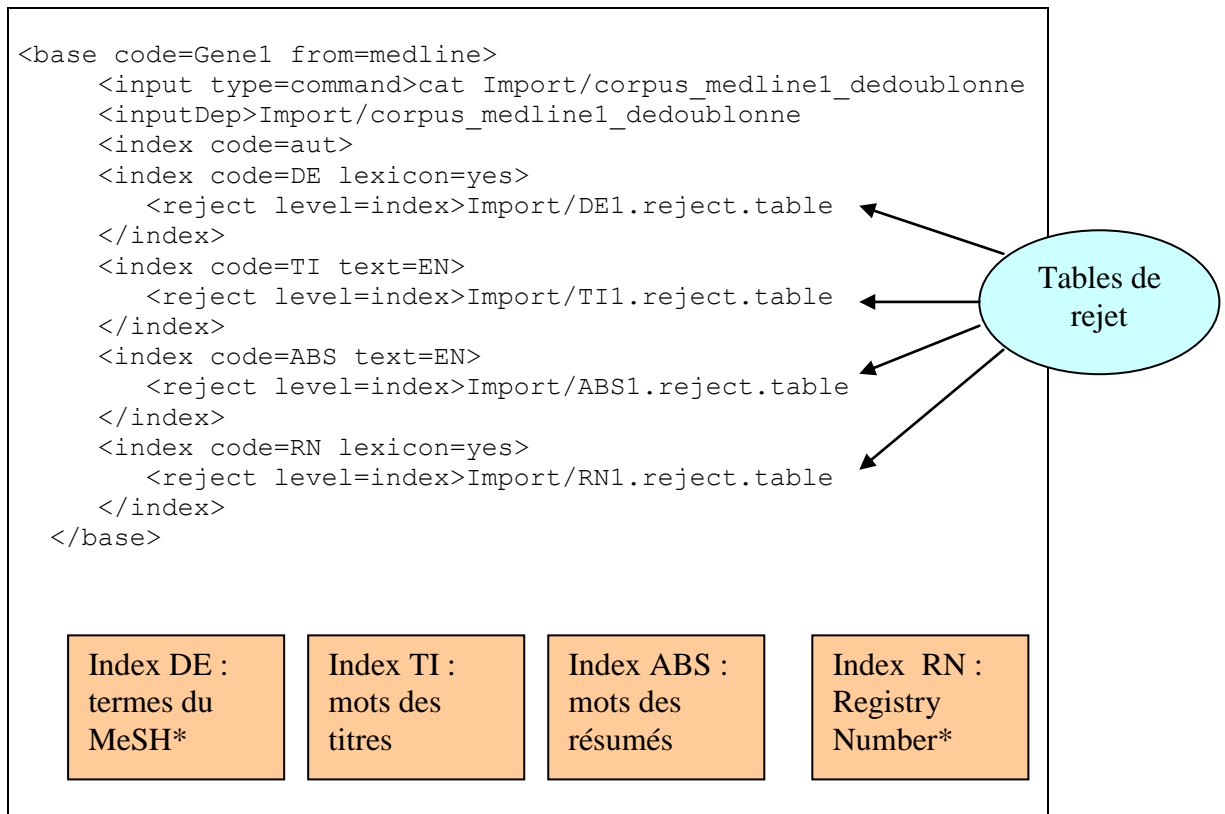 <base code=Gene1 from=medline>
<input type=command>cat Import/corpus_medline1_dedoublonne
<inputDep>Import/corpus_medline1_dedoublonne
<index code=aut>
<index code=DE lexicon=yes>
<reject level=index>Import/DE1.reject.table
</index>
<index code=TI text=EN>
<reject level=index>Import/TI1.reject.table
</index>
<index code=ABS text=EN>
<reject level=index>Import/ABS1.reject.table
</index>
<index code=RN lexicon=yes>
<reject level=index>Import/RN1.reject.table
</index>
</base>
Tables de
rejet
Index DE :
termes du
MeSH*
Index TI :
mots des
titres
Index ABS :
mots des
résumés
Index RN :
Registry
Number*